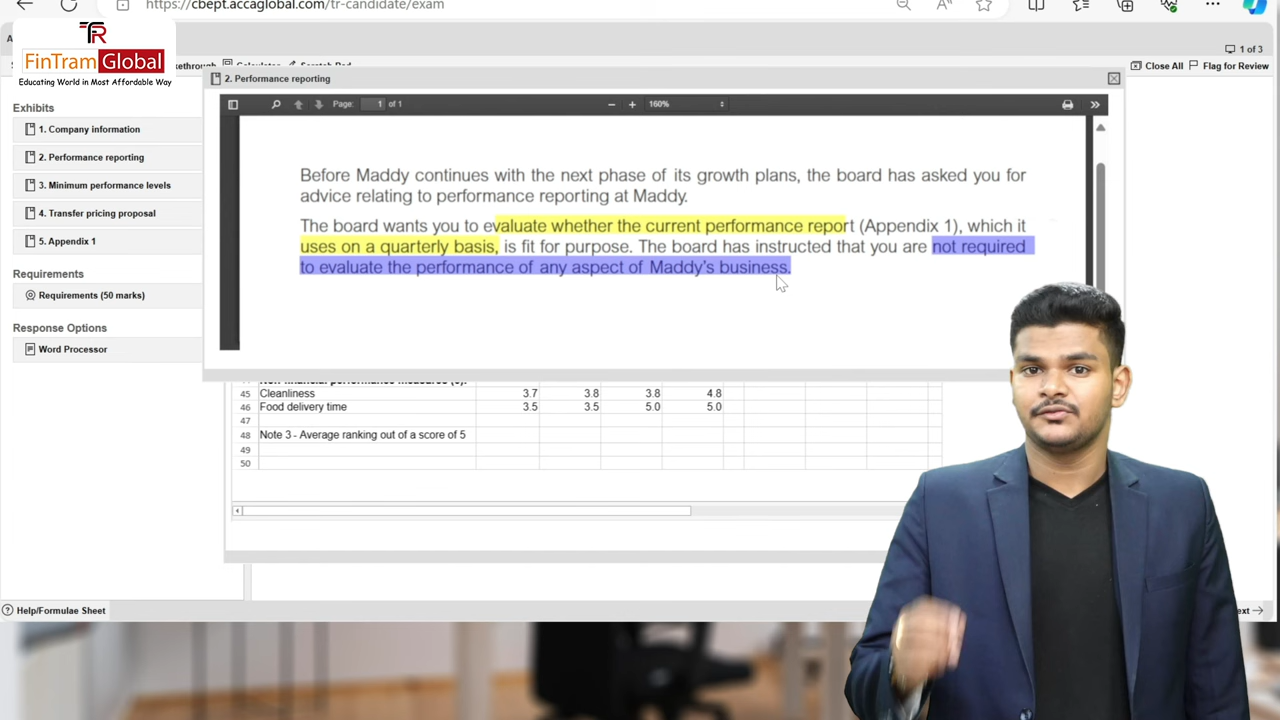 https://cbept.accaglobal.com/tr-candidate/exam
TR
FinTram Global
Educating World in Most Affordable Way
1 of 3
Calculator
Scratch Pad
Close All
Flag for Review
Exhibits
1. Company information
2. Performance reporting
3. Minimum performance levels
4. Transfer pricing proposal
5. Appendix 1
Requirements
Requirements (50 marks)
Response Options
Word Processor
2. Performance reporting
Page: 1 of 1
160%
Before Maddy continues with the next phase of its growth plans, the board has asked you for
advice relating to performance reporting at Maddy.
The board wants you to evaluate whether the current performance report (Appendix 1), which it
uses on a quarterly basis, is fit for purpose. The board has instructed that you are not required
to evaluate the performance of any aspect of Maddy's business.
45 Cleanliness 3.7 3.8 3.8 4.8
46 Food delivery time 3.5 3.5 5.0 5.0
47
48 Note 3 - Average ranking out of a score of 5
49
50
Help/Formulae Sheet